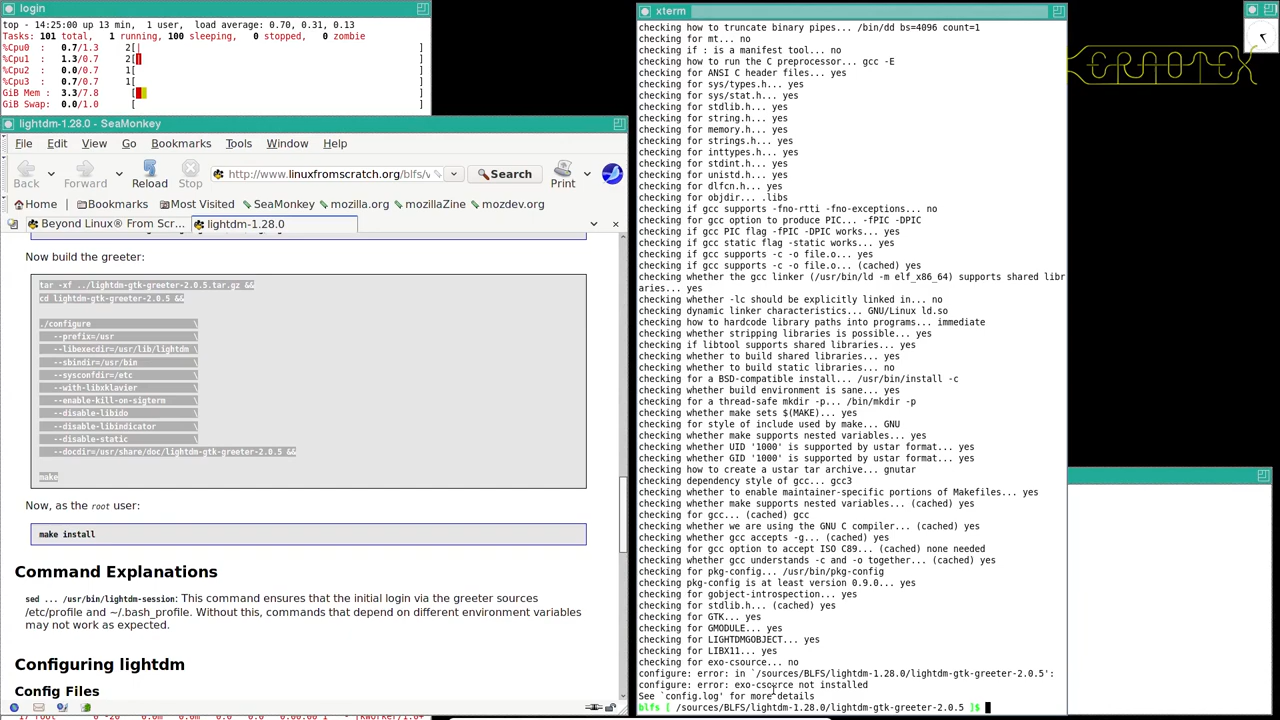 login
top - 14:25:00 up 13 min, 1 user, load average: 0.70, 0.31, 0.13
Tasks: 101 total, 1 running, 100 sleeping, 0 stopped, 0 zombie
%Cpu0 : 0.7/1.3 2[| ]
%Cpu1 : 1.3/0.7 2[ ]
%Cpu2 : 0.0/0.7 1[ ]
%Cpu3 : 0.7/0.7 1[ ]
GiB Mem : 3.3/7.8 [ ]
GiB Swap: 0.0/1.0 [ ]
lightdm-1.28.0 - SeaMonkey
File Edit View Go Bookmarks Tools Window Help
http://www.linuxfromscratch.org/blfs/v
Search
Back Forward Reload Stop Print
Home Bookmarks Most Visited SeaMonkey mozilla.org mozillaZine mozdev.org
Beyond Linux® From Scr... lightdm-1.28.0
Now build the greeter:
tar -xf ../lightdm-gtk-greeter-2.0.5.tar.gz &&
cd lightdm-gtk-greeter-2.0.5 &&
./configure \
--prefix=/usr \
--libexecdir=/usr/lib/lightdm \
--sbindir=/usr/bin \
--sysconfdir=/etc \
--with-libxklavier \
--enable-kill-on-sigterm \
--disable-libido \
--disable-libindicator \
--disable-static \
--docdir=/usr/share/doc/lightdm-gtk-greeter-2.0.5 &&
make
Now, as the root user:
make install
Command Explanations
sed ... /usr/bin/lightdm-session: This command ensures that the initial login via the greeter sources
/etc/profile and ~/.bash_profile. Without this, commands that depend on different environment variables
may not work as expected.
Configuring lightdm
Config Files
xterm
checking how to truncate binary pipes... /bin/dd bs=4096 count=1
checking for mt... no
checking if : is a manifest tool... no
checking how to run the C preprocessor... gcc -E
checking for ANSI C header files... yes
checking for sys/types.h... yes
checking for sys/stat.h... yes
checking for stdlib.h... yes
checking for string.h... yes
checking for memory.h... yes
checking for strings.h... yes
checking for inttypes.h... yes
checking for stdint.h... yes
checking for unistd.h... yes
checking for dlfcn.h... yes
checking for objdir... .libs
checking if gcc supports -fno-rtti -fno-exceptions... no
checking for gcc option to produce PIC... -fPIC -DPIC
checking if gcc PIC flag -fPIC -DPIC works... yes
checking if gcc static flag -static works... yes
checking if gcc supports -c -o file.o... yes
checking if gcc supports -c -o file.o... (cached) yes
checking whether the gcc linker (/usr/bin/ld -m elf_x86_64) supports shared libr
aries... yes
checking whether -lc should be explicitly linked in... no
checking dynamic linker characteristics... GNU/Linux ld.so
checking how to hardcode library paths into programs... immediate
checking whether stripping libraries is possible... yes
checking if libtool supports shared libraries... yes
checking whether to build shared libraries... yes
checking whether to build static libraries... no
checking for a BSD-compatible install... /usr/bin/install -c
checking whether build environment is sane... yes
checking for a thread-safe mkdir -p... /bin/mkdir -p
checking whether make sets $(MAKE)... yes
checking for style of include used by make... GNU
checking whether make supports nested variables... yes
checking whether UID '1000' is supported by ustar format... yes
checking whether GID '1000' is supported by ustar format... yes
checking how to create a ustar tar archive... gnutar
checking dependency style of gcc... gcc3
checking whether to enable maintainer-specific portions of Makefiles... yes
checking whether make supports nested variables... (cached) yes
checking for gcc... (cached) gcc
checking whether we are using the GNU C compiler... (cached) yes
checking whether gcc accepts -g... (cached) yes
checking for gcc option to accept ISO C89... (cached) none needed
checking whether gcc understands -c and -o together... (cached) yes
checking for pkg-config... /usr/bin/pkg-config
checking pkg-config is at least version 0.9.0... yes
checking for gobject-introspection... yes
checking for stdlib.h... (cached) yes
checking for GTK... yes
checking for GMODULE... yes
checking for LIGHTDMGOBJECT... yes
checking for LIBX11... yes
checking for exo-csource... no
configure: error: in `/sources/BLFS/lightdm-1.28.0/lightdm-gtk-greeter-2.0.5':
configure: error: exo-csource not installed
See `config.log' for more details
blfs [ /sources/BLFS/lightdm-1.28.0/lightdm-gtk-greeter-2.0.5 ]$